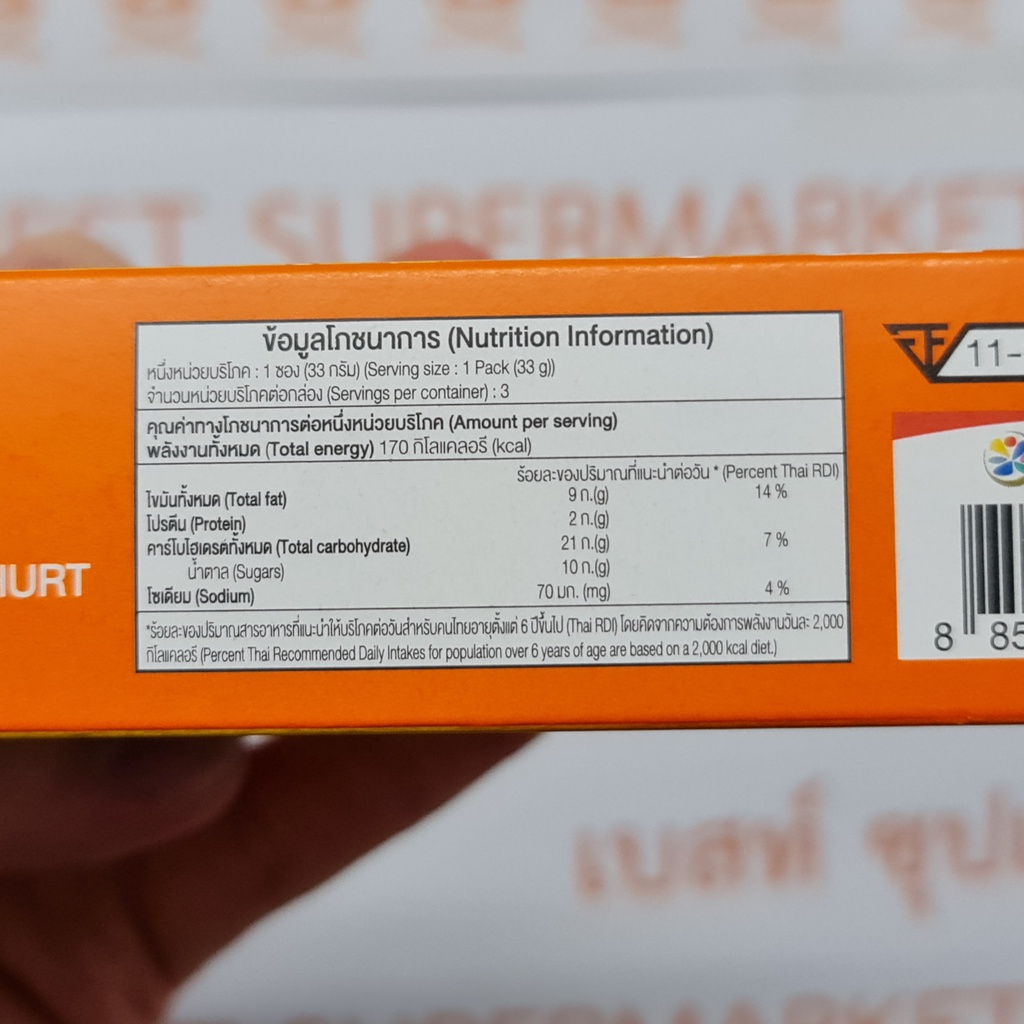 EST SUPERMARKET
ข้อมูลโภชนาการ (Nutrition Information)
หนึ่งหน่วยบริโภค : 1 ซอง (33 กรัม) (Serving size : 1 Pack (33 g))
จำนวนหน่วยบริโภคต่อกล่อง (Servings per container) : 3
คุณค่าทางโภชนาการต่อหนึ่งหน่วยบริโภค (Amount per serving)
พลังงานทั้งหมด (Total energy) 170 กิโลแคลอรี (kcal)
ร้อยละของปริมาณที่แนะนำต่อวัน * (Percent Thai RDI)
ไขมันทั้งหมด (Total fat) 9 ก.(g) 14 %
โปรตีน (Protein) 2 ก.(g)
คาร์โบไฮเดรตทั้งหมด (Total carbohydrate) 21 ก.(g) 7 %
น้ำตาล (Sugars) 10 ก.(g)
โซเดียม (Sodium) 70 มก. (mg) 4 %
*ร้อยละของปริมาณสารอาหารที่แนะนำให้บริโภคต่อวันสำหรับคนไทยอายุตั้งแต่ 6 ปีขึ้นไป (Thai RDI) โดยคิดจากความต้องการพลังงานวันละ 2,000
กิโลแคลอรี (Percent Thai Recommended Daily Intakes for population over 6 years of age are based on a 2,000 kcal diet.)
HURT
11-
8 85